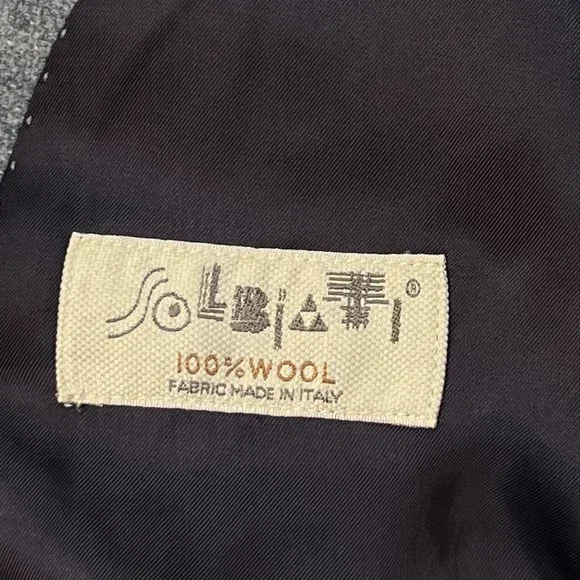 SOLBIATI ®
100% WOOL
FABRIC MADE IN ITALY